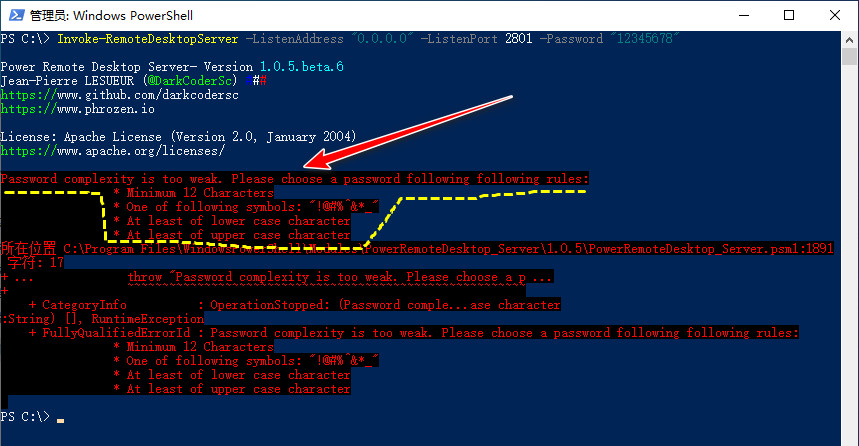 管理员: Windows PowerShell
PS C:\> Invoke-RemoteDesktopServer -ListenAddress "0.0.0.0" -ListenPort 2801 -Password "12345678"
Power Remote Desktop Server- Version 1.0.5.beta.6
Jean-Pierre LESUEUR (@DarkCoderSc) \##
https://www.github.com/darkcodersc
https://www.phrozen.io
License: Apache License (Version 2.0, January 2004)
https://www.apache.org/licenses/
Password complexity is too weak. Please choose a password following following rules:
* Minimum 12 Characters
* One of following symbols: "!@#%^&*_"
* At least of lower case character
* At least of upper case character
所在位置 C:\Program Files\WindowsPowerShell\Modules\PowerRemoteDesktop_Server\1.0.5\PowerRemoteDesktop_Server.psm1:1891
字符: 17
+ ... throw "Password complexity is too weak. Please choose a p ...
+ ~~~~~~~~~~~~~~~~~~~~~~~~~~~~~~~~~~~~~~~~~~~~~~~~~~~~~
+ CategoryInfo : OperationStopped: (Password comple...ase character
:String) [], RuntimeException
+ FullyQualifiedErrorId : Password complexity is too weak. Please choose a password following following rules:
* Minimum 12 Characters
* One of following symbols: "!@#%^&*_"
* At least of lower case character
* At least of upper case character
PS C:\>